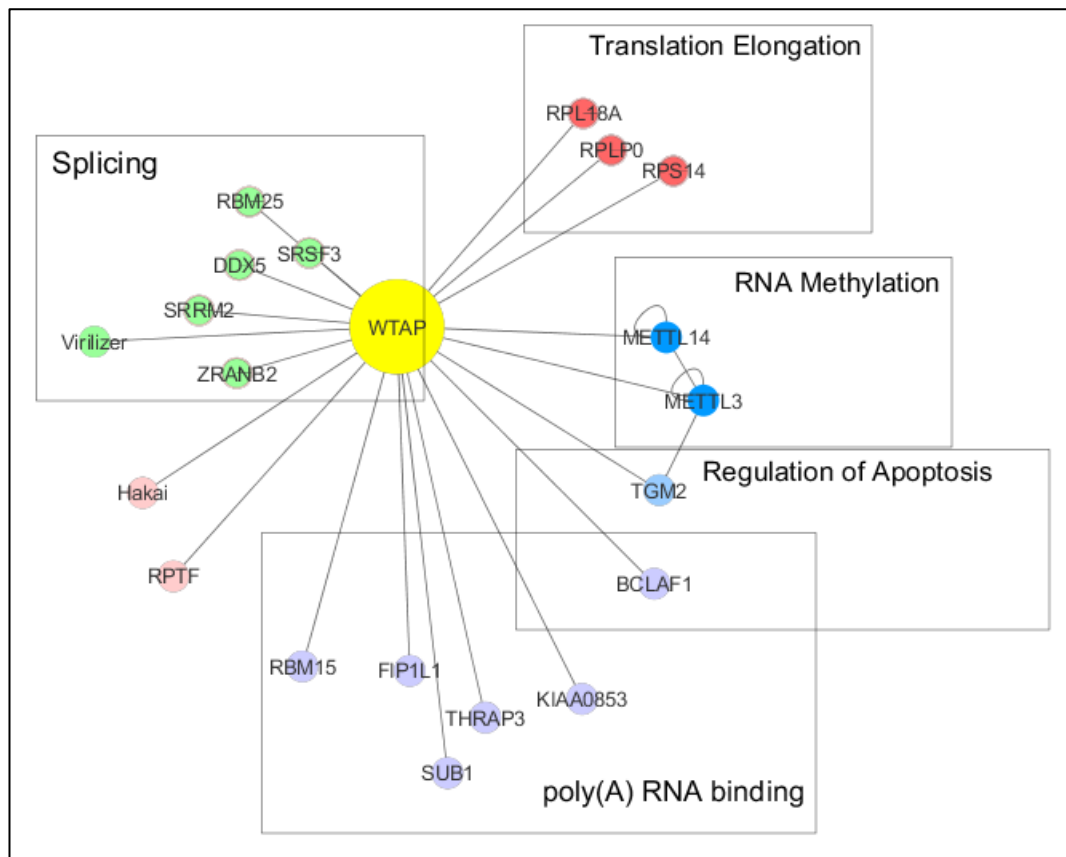 Translation Elongation
RPL18A
RPLP0
RPS14
Splicing
RBM25
SRSF3
DDX5
SRRM2
Virilizer
ZRANB2
WTAP
RNA Methylation
METTL14
METTL3
Regulation of Apoptosis
TGM2
BCLAF1
Hakai
RPTF
RBM15
FIP1L1
THRAP3
KIAA0853
SUB1
poly(A) RNA binding